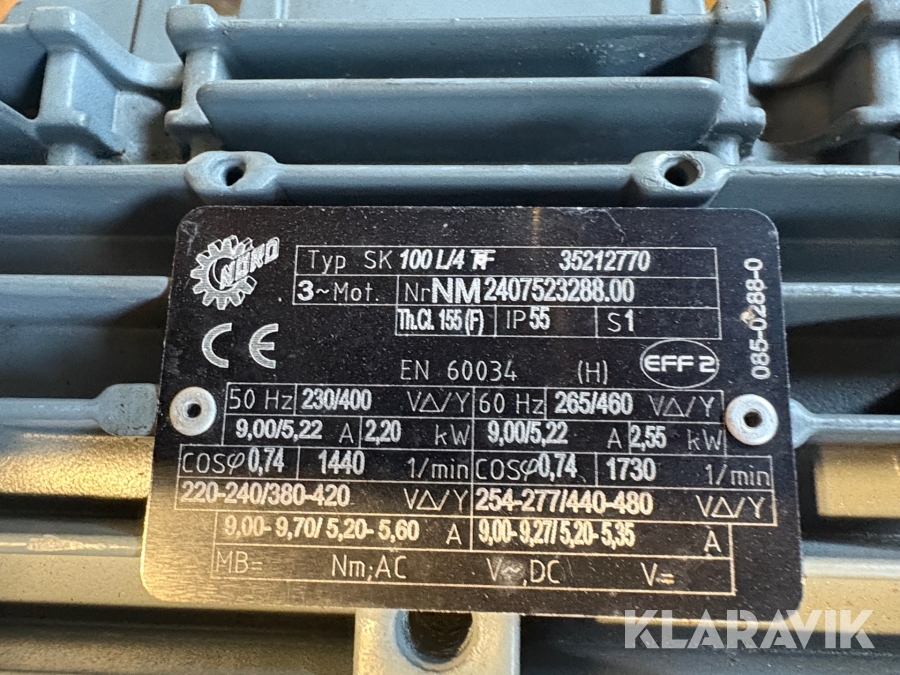 NORD
Typ SK 100 L/4 TF 35212770
3~Mot. Nr NM 2407523288.00
Th.Cl. 155 (F) IP 55 S1
CE
EN 60034 (H) EFF 2
085-0288-0
50 Hz 230/400 V△/Y 60 Hz 265/460 V△/Y
9,00/5,22 A 2,20 kW 9,00/5,22 A 2,55 kW
COSφ 0,74 1440 1/min COSφ 0,74 1730 1/min
220-240/380-420 V△/Y 254-277/440-480 V△/Y
9,00- 9,70/ 5,20- 5,60 A 9,00- 9,27/ 5,20- 5,35 A
MB= Nm;AC V~,DC V=
KLARAVIK